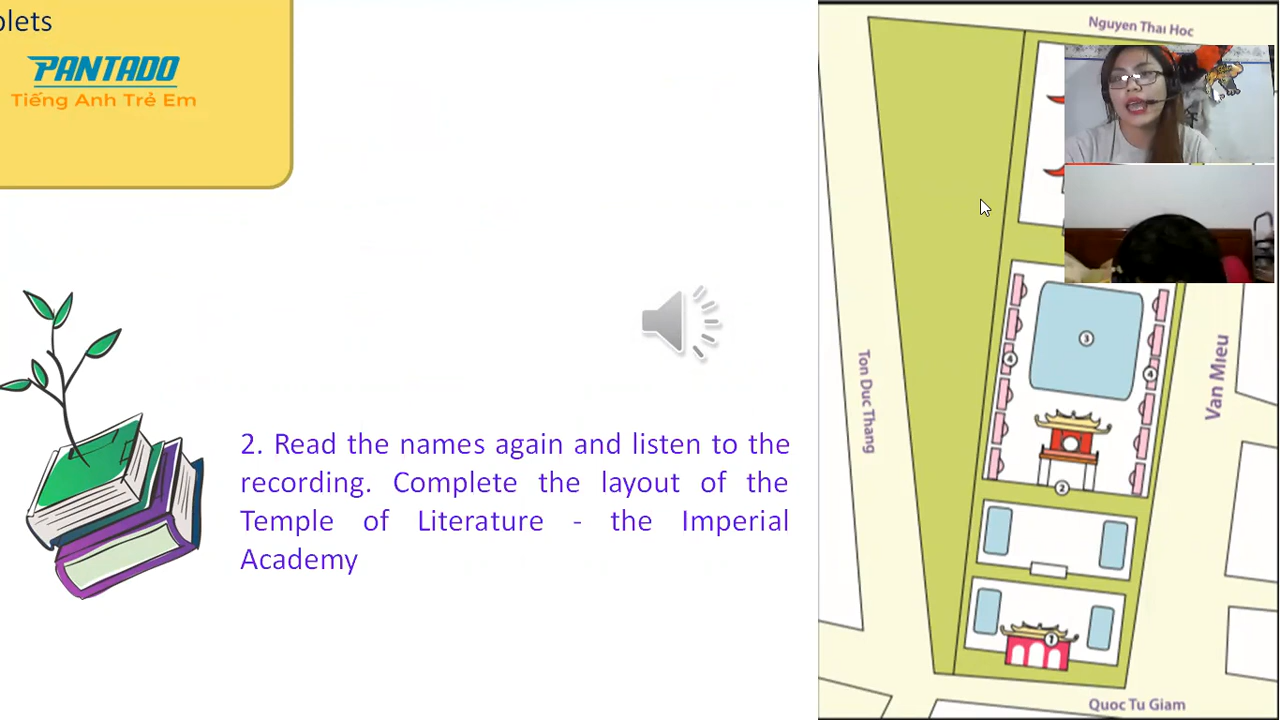 olets
PANTADO
Tiếng Anh Trẻ Em
2. Read the names again and listen to the
recording. Complete the layout of the
Temple of Literature - the Imperial
Academy
Nguyen Thai Hoc
Ton Duc Thang
Van Mieu
Quoc Tu Giam
3
4
4
2
1